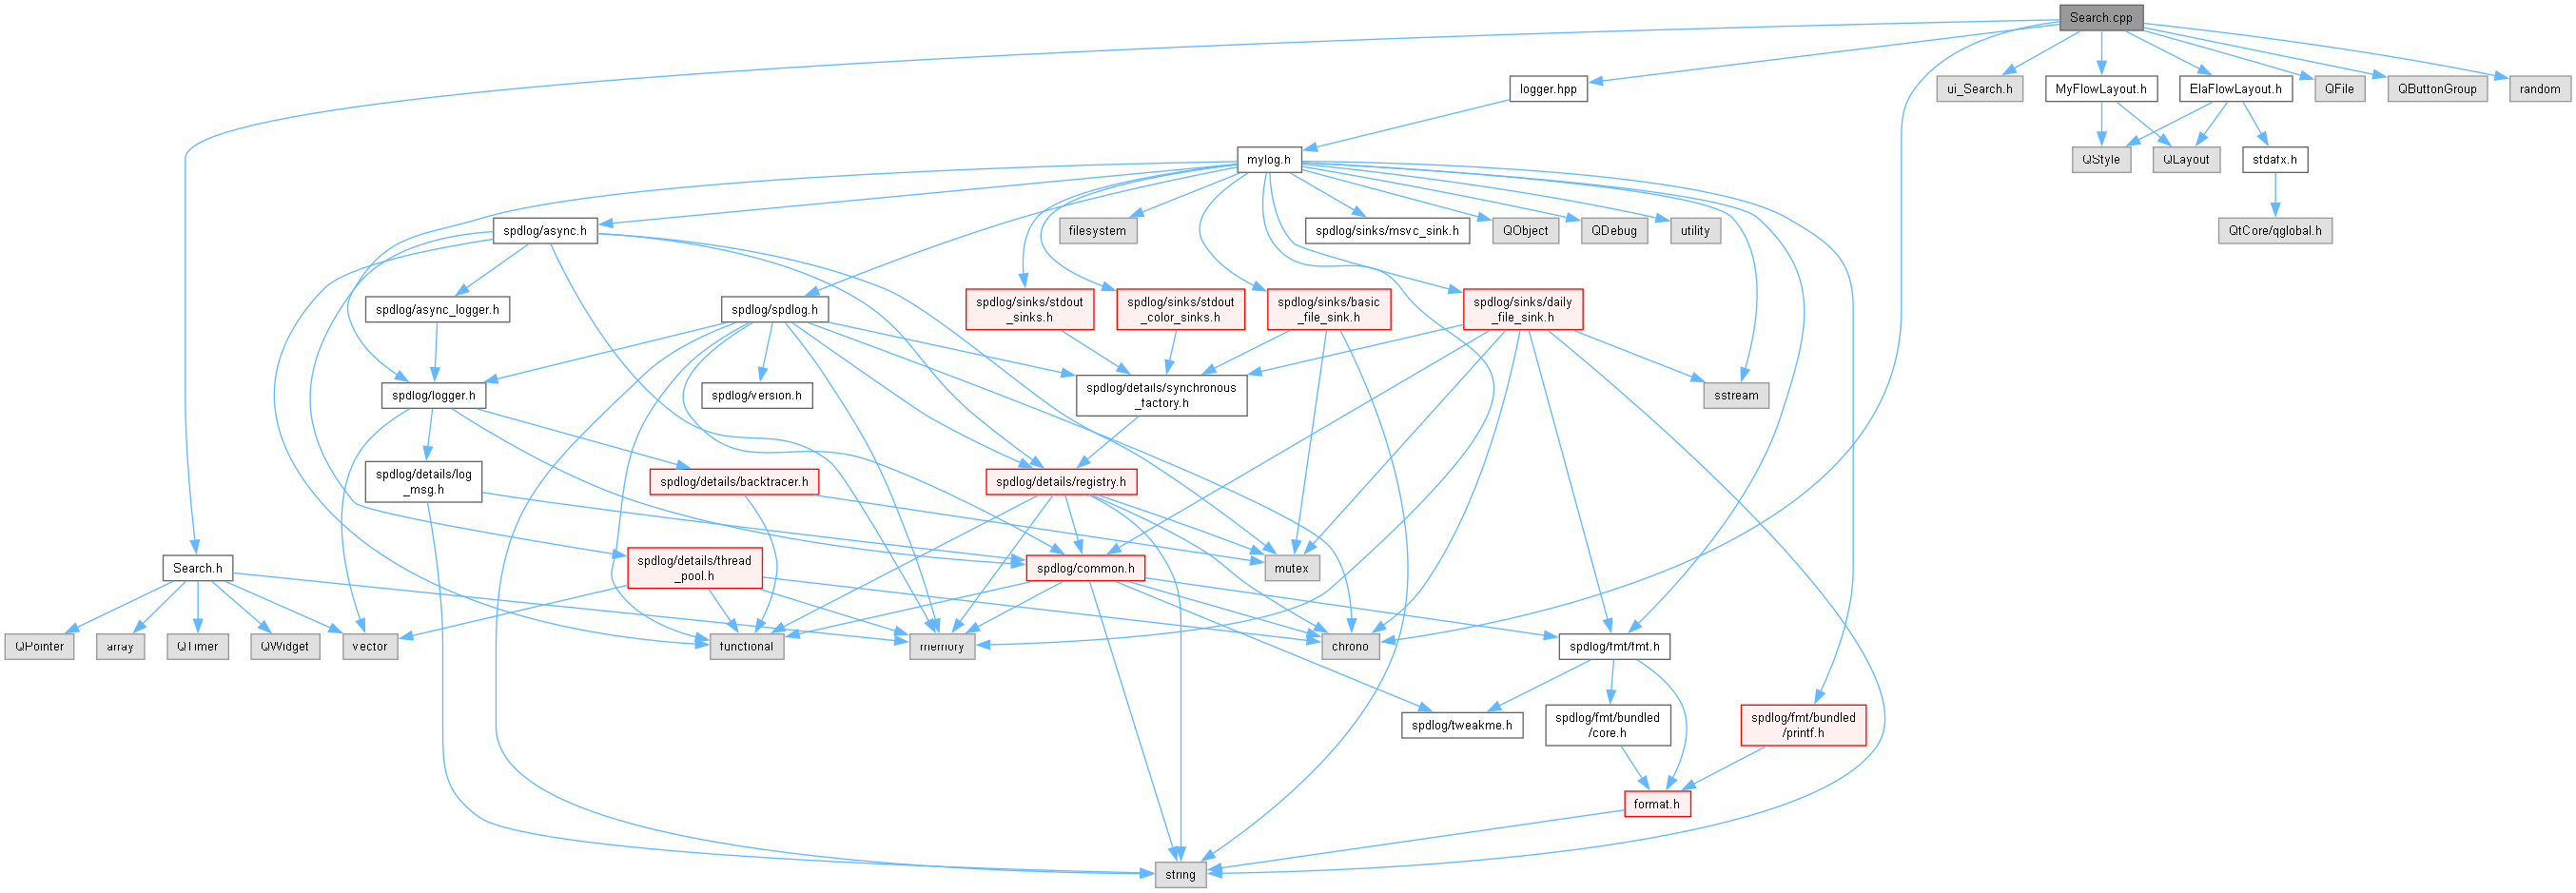 Search.cpp
logger.hpp
ui_Search.h
MyFlowLayout.h
ElaFlowLayout.h
QFile
QButtonGroup
random
mylog.h
QStyle
QLayout
stdafx.h
spdlog/async.h
filesystem
spdlog/sinks/msvc_sink.h
QObject
QDebug
utility
QtCore/qglobal.h
spdlog/async_logger.h
spdlog/spdlog.h
spdlog/sinks/stdout
_sinks.h
spdlog/sinks/stdout
_color_sinks.h
spdlog/sinks/basic
_file_sink.h
spdlog/sinks/daily
_file_sink.h
spdlog/logger.h
spdlog/version.h
spdlog/details/synchronous
_factory.h
sstream
spdlog/details/log
_msg.h
spdlog/details/backtracer.h
spdlog/details/registry.h
Search.h
spdlog/details/thread
_pool.h
spdlog/common.h
mutex
QPointer
array
QTimer
QWidget
vector
functional
memory
chrono
spdlog/fmt/fmt.h
spdlog/tweakme.h
spdlog/fmt/bundled
/core.h
spdlog/fmt/bundled
/printf.h
format.h
string